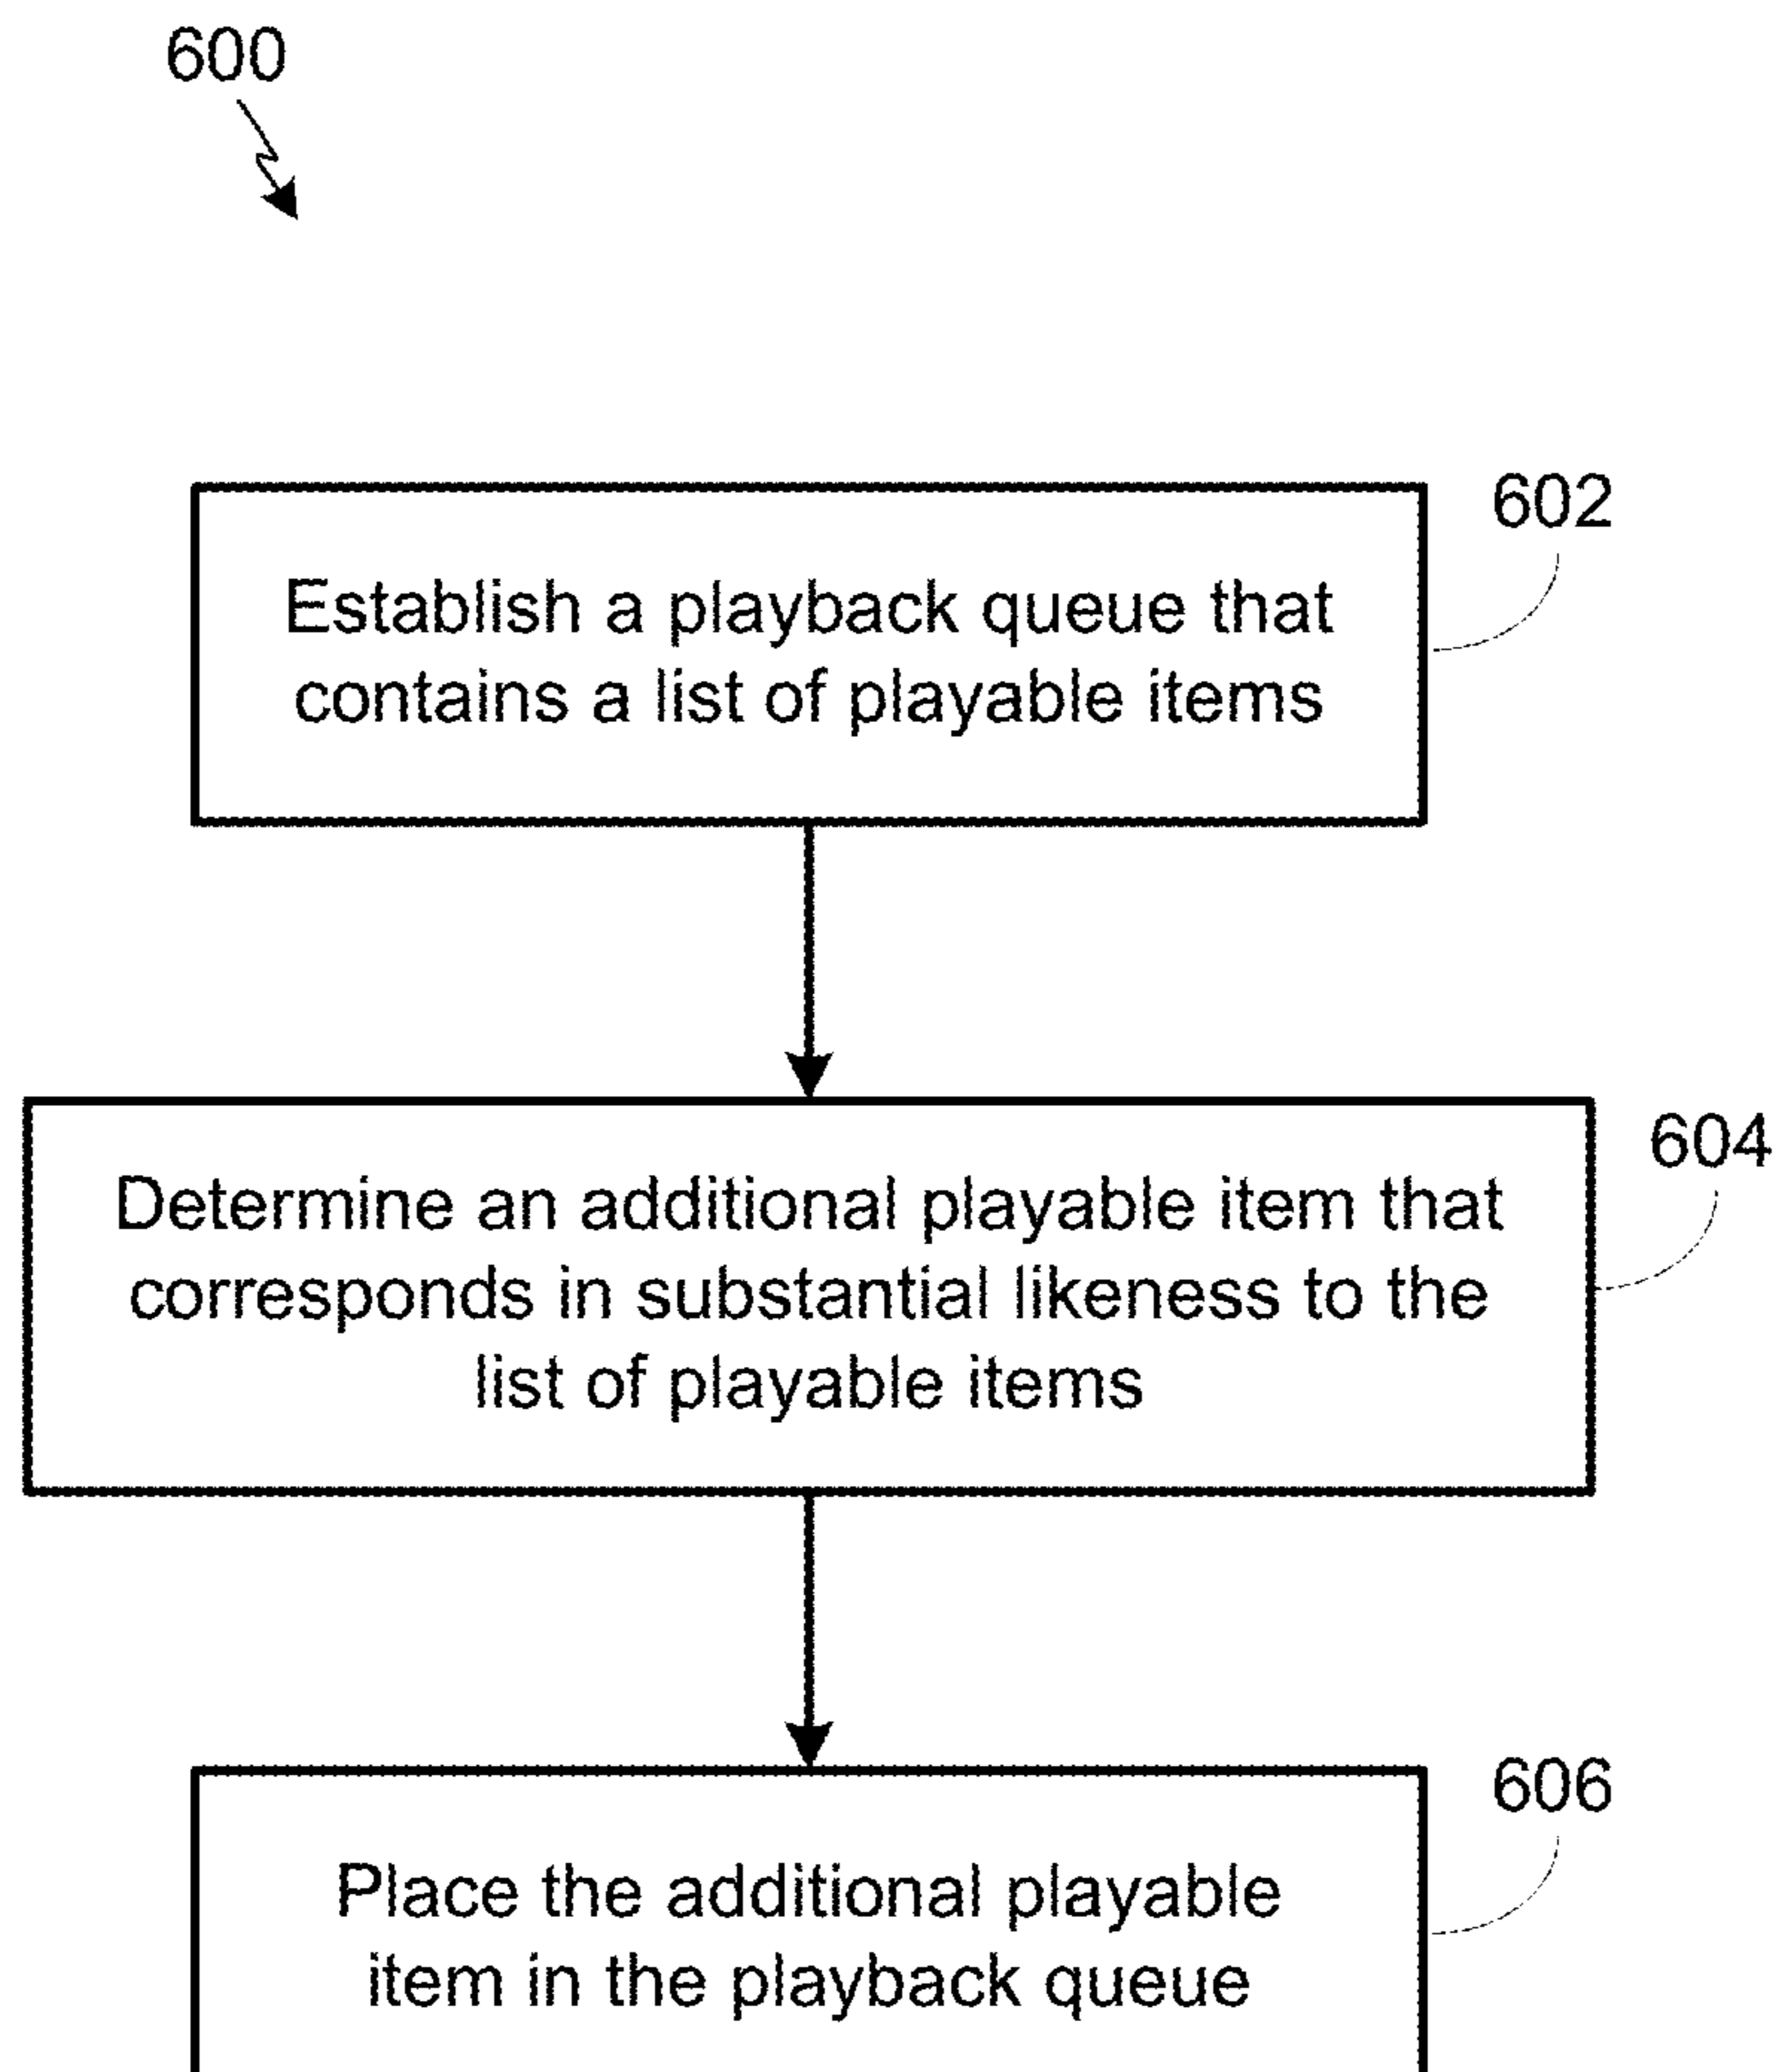 600
602
Establish a playback queue that
contains a list of playable items
604
Determine an additional playable item that
corresponds in substantial likeness to the
list of playable items
606
Place the additional playable
item in the playback queue